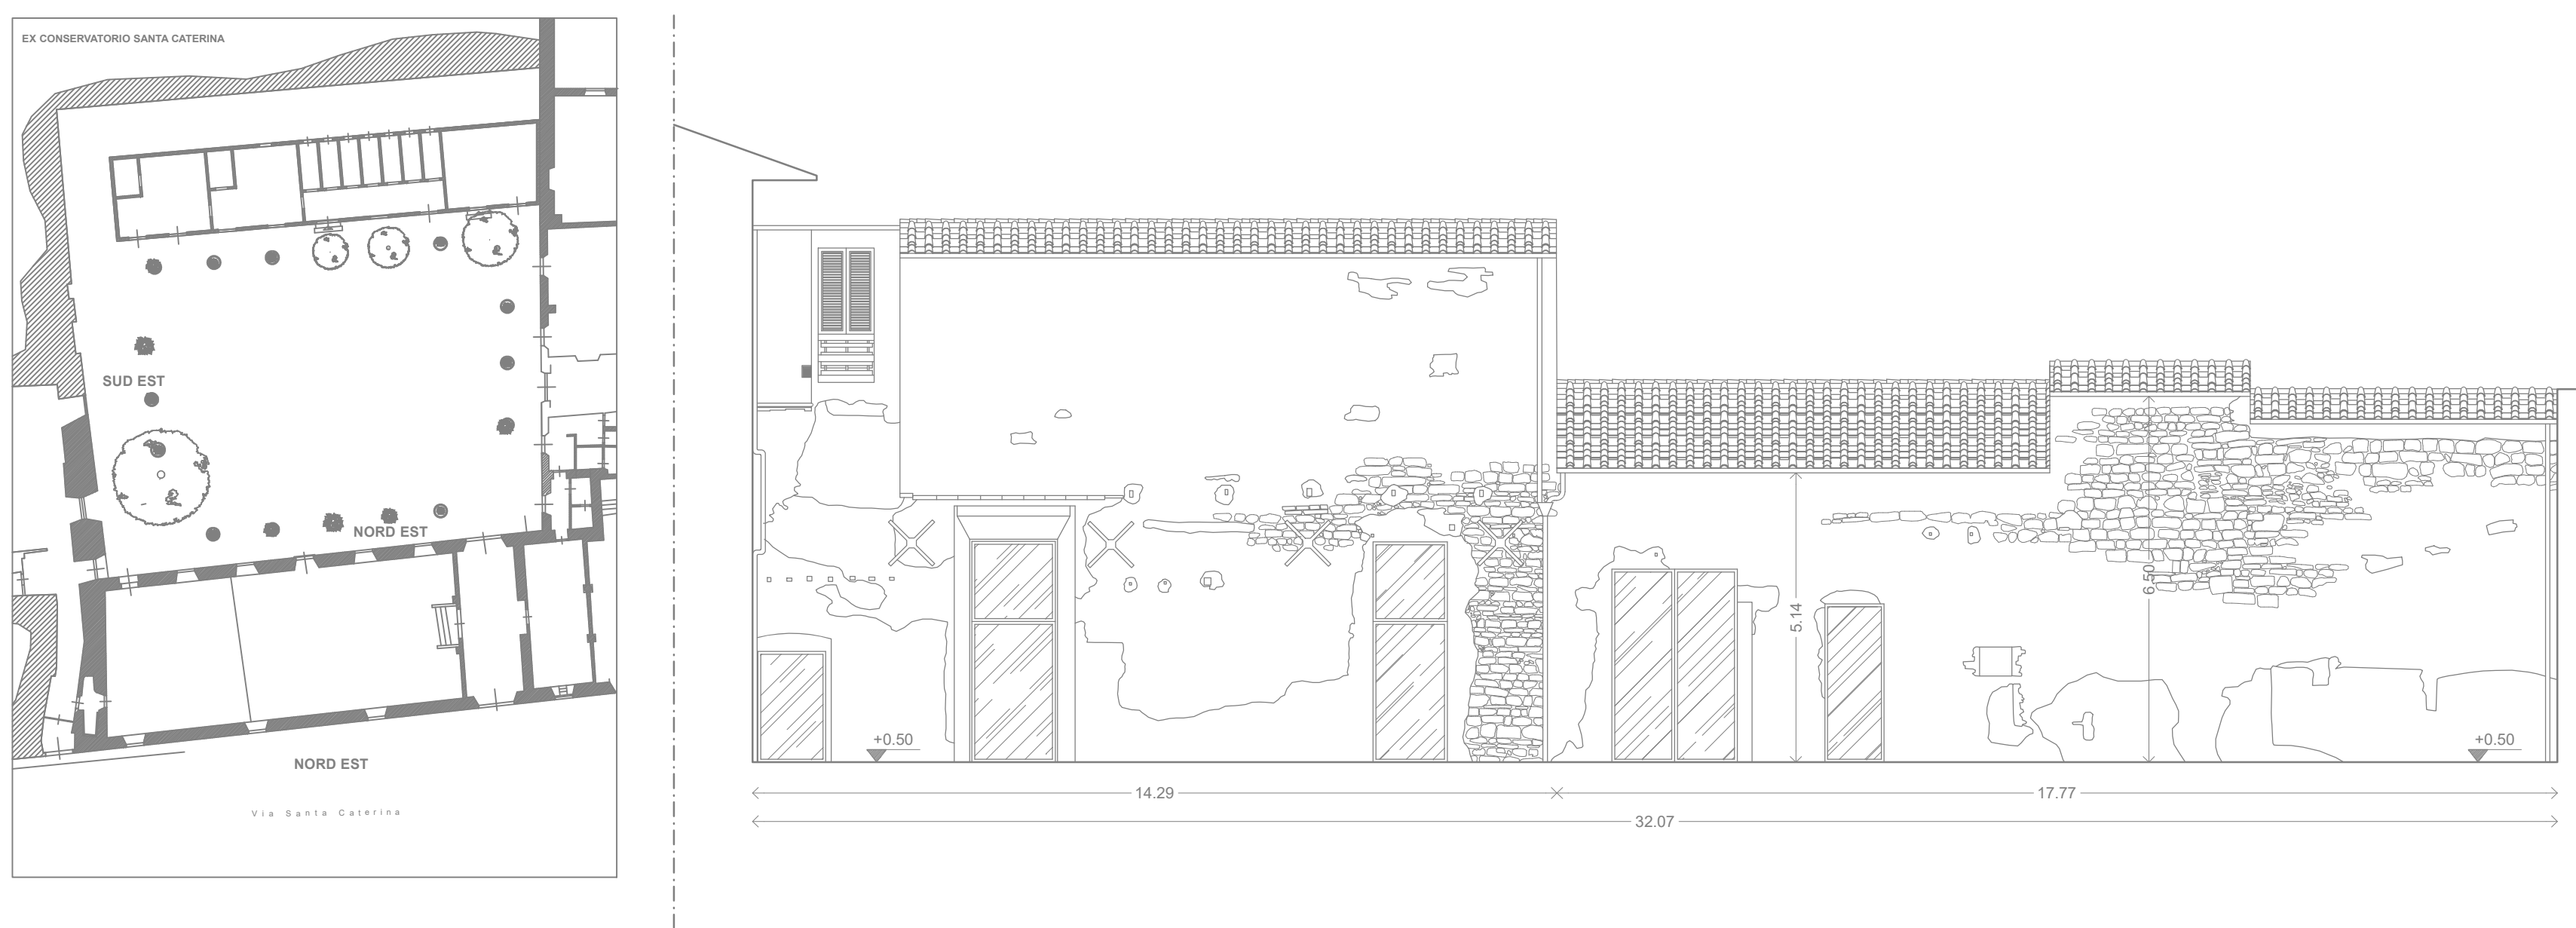 EX CONSERVATORIO SANTA CATERINA
SUD EST
NORD EST
NORD EST
Via Santa Caterina
5.14
6.50
+0.50
+0.50
14.29
17.77
32.07